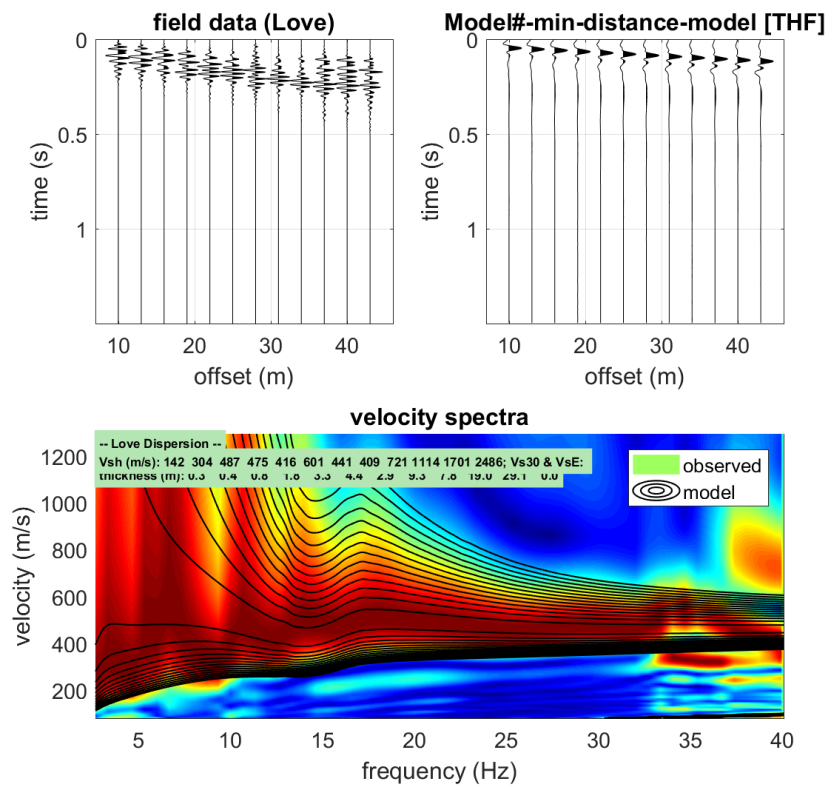 field data (Love)
0
0.5
1
time (s)
10 20 30 40
offset (m)
Model#-min-distance-model [THF]
0
0.5
1
time (s)
10 20 30 40
offset (m)
velocity spectra
-- Love Dispersion --
Vsh (m/s): 142 304 487 475 416 601 441 409 721 1114 1701 2486; Vs30 & VsE:
thickness (m): 0.3 0.4 0.8 1.8 3.3 4.4 2.9 9.3 7.8 19.0 29.1 0.0
observed
model
1200
1000
800
600
400
200
velocity (m/s)
5 10 15 20 25 30 35 40
frequency (Hz)